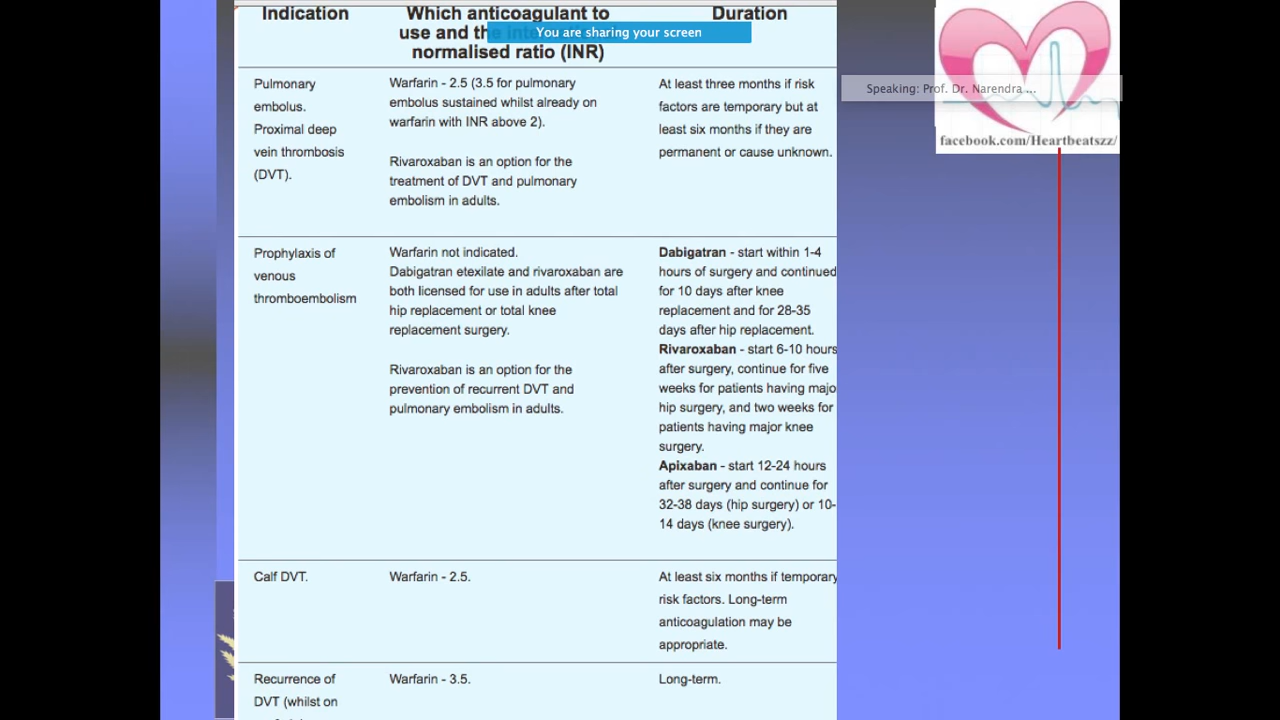 Indication
Which anticoagulant to
use and the
normalised ratio (INR)
Duration
You are sharing your screen
Speaking: Prof. Dr. Narendra ...
facebook.com/Heartbeatszz/
Pulmonary
embolus.
Proximal deep
vein thrombosis
(DVT).
Warfarin - 2.5 (3.5 for pulmonary
embolus sustained whilst already on
warfarin with INR above 2).
Rivaroxaban is an option for the
treatment of DVT and pulmonary
embolism in adults.
At least three months if risk
factors are temporary but at
least six months if they are
permanent or cause unknown.
Prophylaxis of
venous
thromboembolism
Warfarin not indicated.
Dabigatran etexilate and rivaroxaban are
both licensed for use in adults after total
hip replacement or total knee
replacement surgery.
Rivaroxaban is an option for the
prevention of recurrent DVT and
pulmonary embolism in adults.
Dabigatran - start within 1-4
hours of surgery and continued
for 10 days after knee
replacement and for 28-35
days after hip replacement.
Rivaroxaban - start 6-10 hours
after surgery, continue for five
weeks for patients having majo
hip surgery, and two weeks for
patients having major knee
surgery.
Apixaban - start 12-24 hours
after surgery and continue for
32-38 days (hip surgery) or 10-
14 days (knee surgery).
Calf DVT.
Warfarin - 2.5.
At least six months if temporary
risk factors. Long-term
anticoagulation may be
appropriate.
Recurrence of
DVT (whilst on
Warfarin - 3.5.
Long-term.